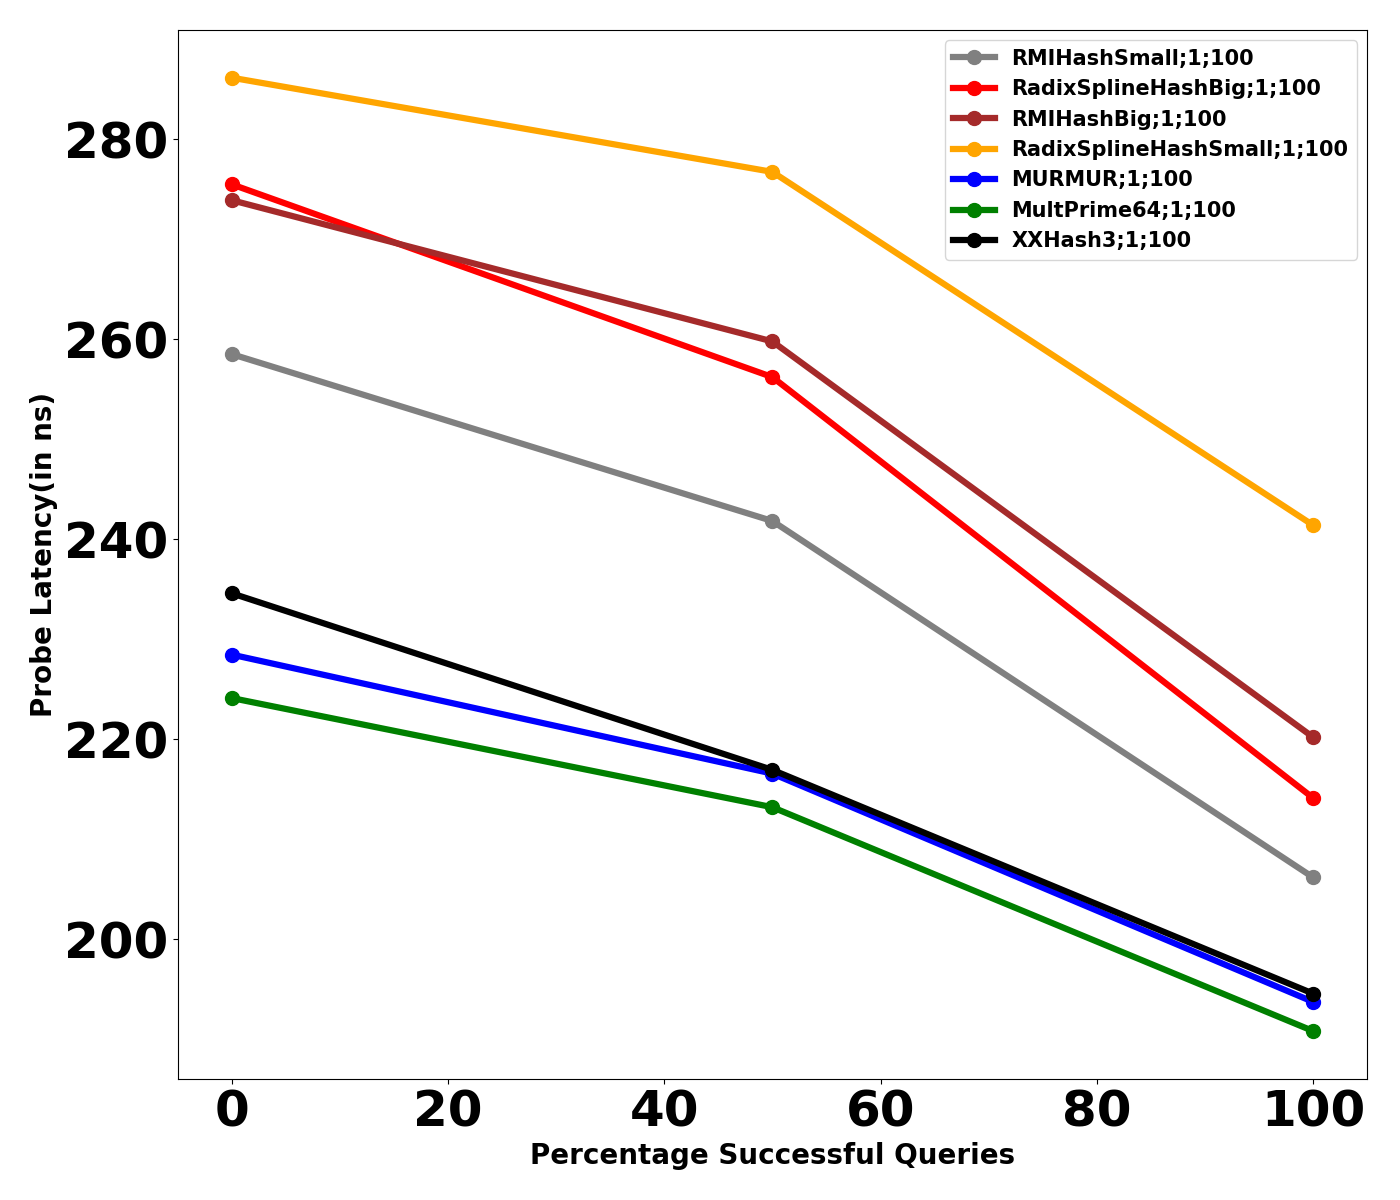 RMIHashSmall;1;100
RadixSplineHashBig;1;100
RMIHashBig;1;100
RadixSplineHashSmall;1;100
MURMUR;1;100
MultPrime64;1;100
XXHash3;1;100
280
260
240
220
200
Probe Latency(in ns)
0 20 40 60 80 100
Percentage Successful Queries